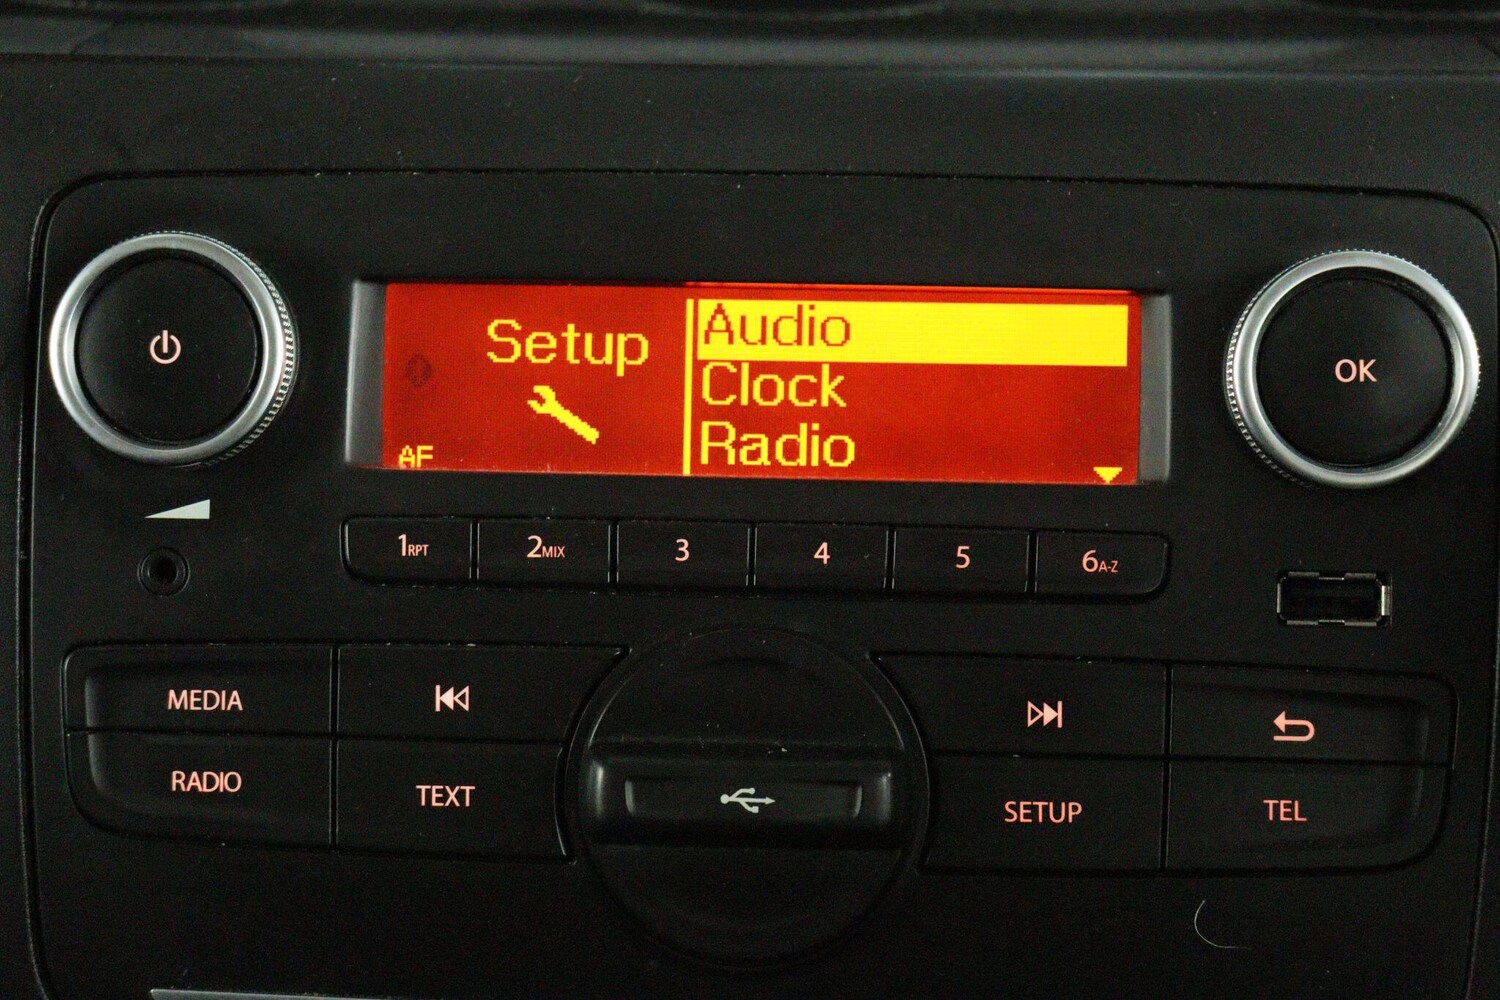 Setup
AF
Audio
Clock
Radio
OK
1RPT
2MIX
3
4
5
6A-Z
MEDIA
RADIO
TEXT
SETUP
TEL